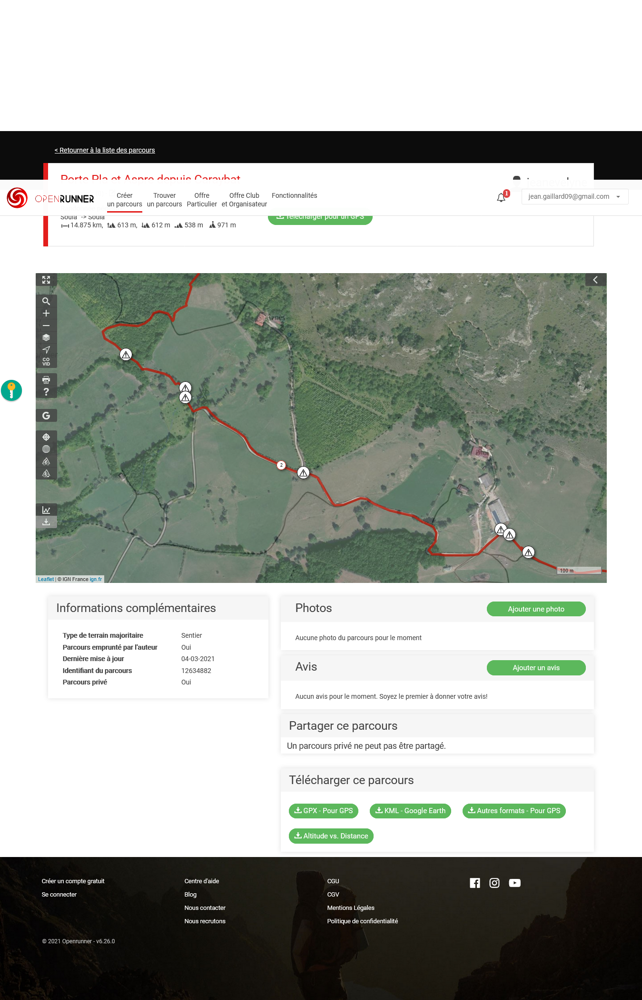 < Retourner à la liste des parcours
Porte Pla et Aspre depuis Caraybat
jeanevelyne
OPENRUNNER
Créer
un parcours
Trouver
un parcours
Offre
Particulier
Offre Club
et Organisateur
Fonctionnalités
1
jean.gaillard09@gmail.com
Soula -> Soula
Télécharger pour un GPS
14.875 km, 613 m, 612 m 538 m 971 m
St-Genès
CO
VID
?
G
2
Pitor
100 m
Leaflet | © IGN France ign.fr
Informations complémentaires
Type de terrain majoritaire Sentier
Parcours emprunté par l'auteur Oui
Dernière mise à jour 04-03-2021
Identifiant du parcours 12634882
Parcours privé Oui
Photos
Ajouter une photo
Aucune photo du parcours pour le moment
Avis
Ajouter un avis
Aucun avis pour le moment. Soyez le premier à donner votre avis!
Partager ce parcours
Un parcours privé ne peut pas être partagé.
Télécharger ce parcours
GPX - Pour GPS
KML - Google Earth
Autres formats - Pour GPS
Altitude vs. Distance
Créer un compte gratuit
Se connecter
Centre d'aide
Blog
Nous contacter
Nous recrutons
CGU
CGV
Mentions Légales
Politique de confidentialité
© 2021 Openrunner - v6.26.0